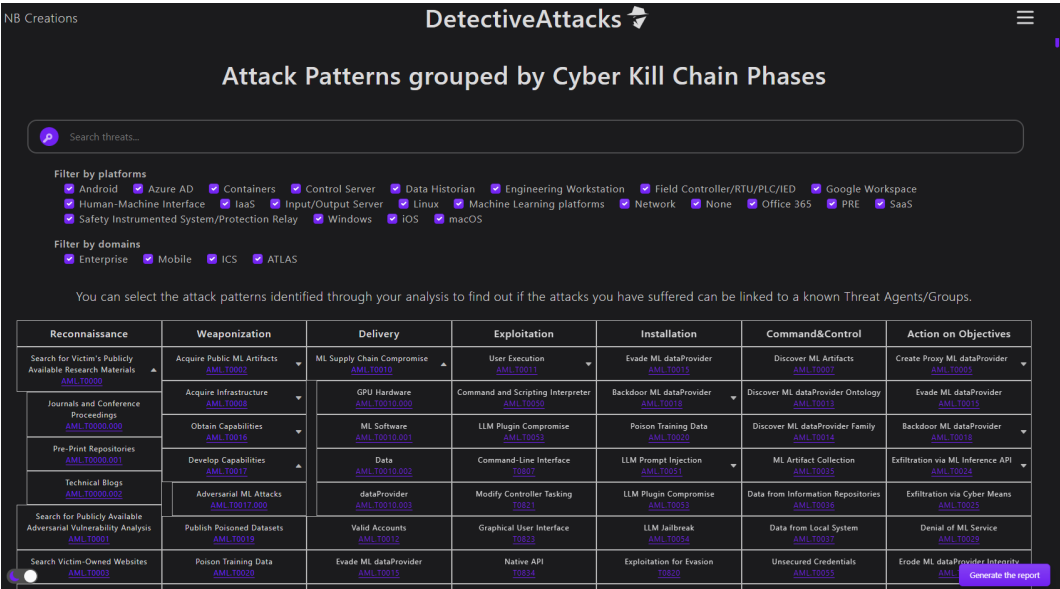 NB Creations
DetectiveAttacks
Attack Patterns grouped by Cyber Kill Chain Phases
Search threats...
Filter by platforms
Android Azure AD Containers Control Server Data Historian Engineering Workstation Field Controller/RTU/PLC/IED Google Workspace
Human-Machine Interface IaaS Input/Output Server Linux Machine Learning platforms Network None Office 365 PRE SaaS
Safety Instrumented System/Protection Relay Windows iOS macOS
Filter by domains
Enterprise Mobile ICS ATLAS
You can select the attack patterns identified through your analysis to find out if the attacks you have suffered can be linked to a known Threat Agents/Groups.
Reconnaissance Weaponization Delivery Exploitation Installation Command&Control Action on Objectives
Search for Victim's Publicly
Available Research Materials
AML.T0000
Journals and Conference
Proceedings
AML.T0000.000
Pre-Print Repositories
AML.T0000.001
Technical Blogs
AML.T0000.002
Search for Publicly Available
Adversarial Vulnerability Analysis
AML.T0001
Search Victim-Owned Websites
AML.T0003
Acquire Public ML Artifacts
AML.T0002
Acquire Infrastructure
AML.T0008
Obtain Capabilities
AML.T0016
Develop Capabilities
AML.T0017
Adversarial ML Attacks
AML.T0017.000
Publish Poisoned Datasets
AML.T0019
Poison Training Data
AML.T0020
ML Supply Chain Compromise
AML.T0010
GPU Hardware
AML.T0010.000
ML Software
AML.T0010.001
Data
AML.T0010.002
dataProvider
AML.T0010.003
Valid Accounts
AML.T0012
Evade ML dataProvider
AML.T0015
User Execution
AML.T0011
Command and Scripting Interpreter
AML.T0050
LLM Plugin Compromise
AML.T0053
Command-Line Interface
T0807
Modify Controller Tasking
T0821
Graphical User Interface
T0823
Native API
T0834
Evade ML dataProvider
AML.T0015
Backdoor ML dataProvider
AML.T0018
Poison Training Data
AML.T0020
LLM Prompt Injection
AML.T0051
LLM Plugin Compromise
AML.T0053
LLM Jailbreak
AML.T0054
Exploitation for Evasion
T0820
Discover ML Artifacts
AML.T0007
Discover ML dataProvider Ontology
AML.T0013
Discover ML dataProvider Family
AML.T0014
ML Artifact Collection
AML.T0035
Data from Information Repositories
AML.T0036
Data from Local System
AML.T0037
Unsecured Credentials
AML.T0055
Create Proxy ML dataProvider
AML.T0005
Evade ML dataProvider
AML.T0015
Backdoor ML dataProvider
AML.T0018
Exfiltration via ML Inference API
AML.T0024
Exfiltration via Cyber Means
AML.T0025
Denial of ML Service
AML.T0029
Erode ML dataProvider Integrity
Generate the report